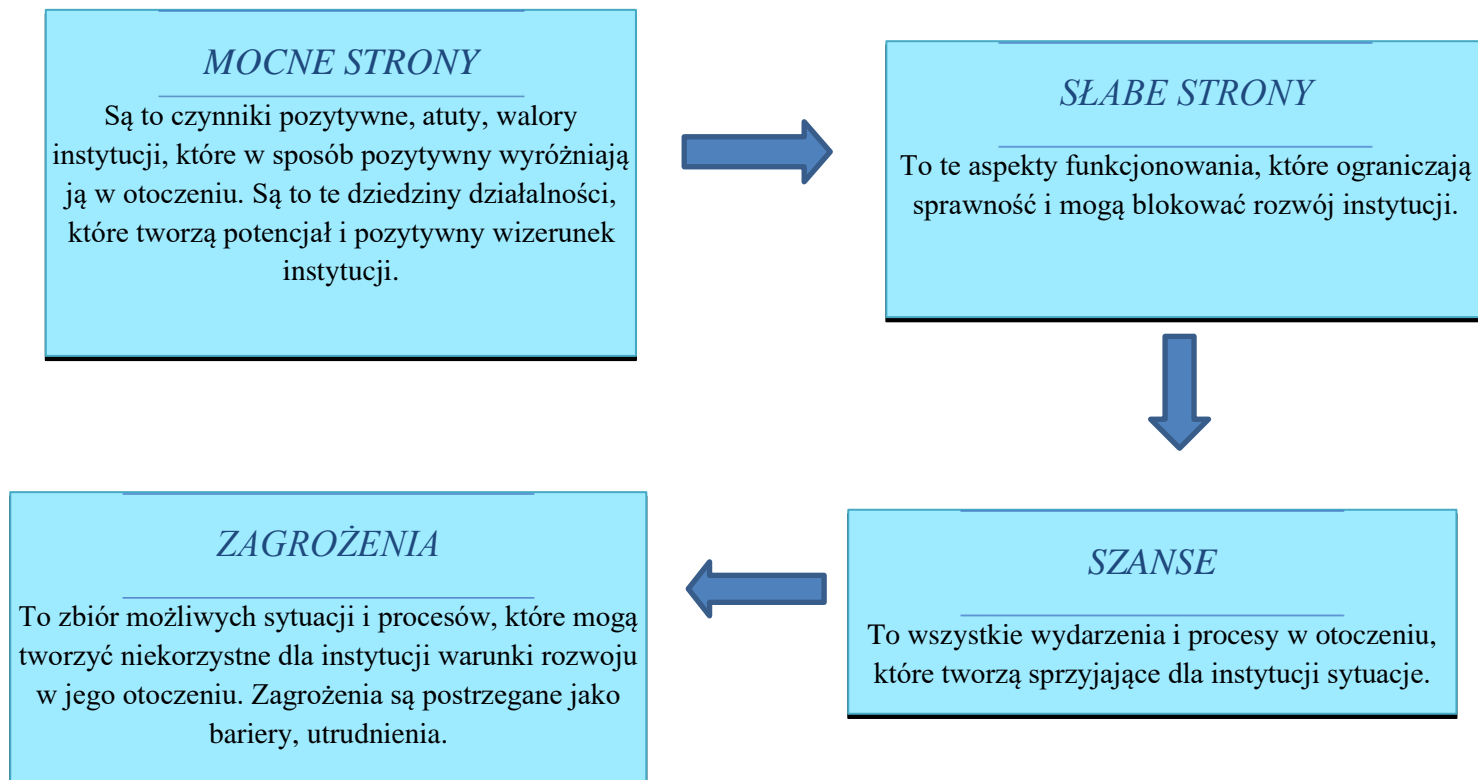 MOCNE STRONY
Są to czynniki pozytywne, atuty, walory
instytucji, które w sposób pozytywny wyróżniają
ją w otoczeniu. Są to te dziedziny działalności,
które tworzą potencjał i pozytywny wizerunek
instytucji.
SŁABE STRONY
To te aspekty funkcjonowania, które ograniczają
sprawność i mogą blokować rozwój instytucji.
SZANSE
To wszystkie wydarzenia i procesy w otoczeniu,
które tworzą sprzyjające dla instytucji sytuacje.
ZAGROŻENIA
To zbiór możliwych sytuacji i procesów, które mogą
tworzyć niekorzystne dla instytucji warunki rozwoju
w jego otoczeniu. Zagrożenia są postrzegane jako
bariery, utrudnienia.